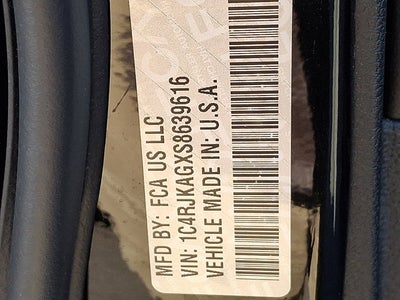 MFD BY: FCA US LLC
VIN: 1C4RJKAGXS8639616
VEHICLE MADE IN: U.S.A.